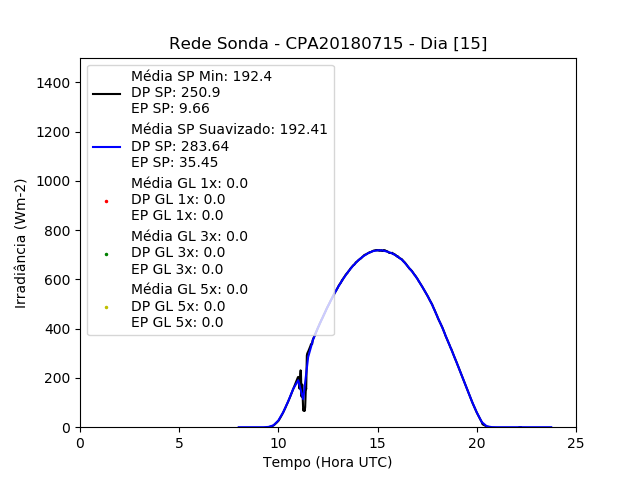 Rede Sonda - CPA20180715 - Dia [15]
Irradiância (Wm-2)
1400
1200
1000
800
600
400
200
0
Média SP Min: 192.4
DP SP: 250.9
EP SP: 9.66
Média SP Suavizado: 192.41
DP SP: 283.64
EP SP: 35.45
Média GL 1x: 0.0
DP GL 1x: 0.0
EP GL 1x: 0.0
Média GL 3x: 0.0
DP GL 3x: 0.0
EP GL 3x: 0.0
Média GL 5x: 0.0
DP GL 5x: 0.0
EP GL 5x: 0.0
0 5 10 15 20 25
Tempo (Hora UTC)